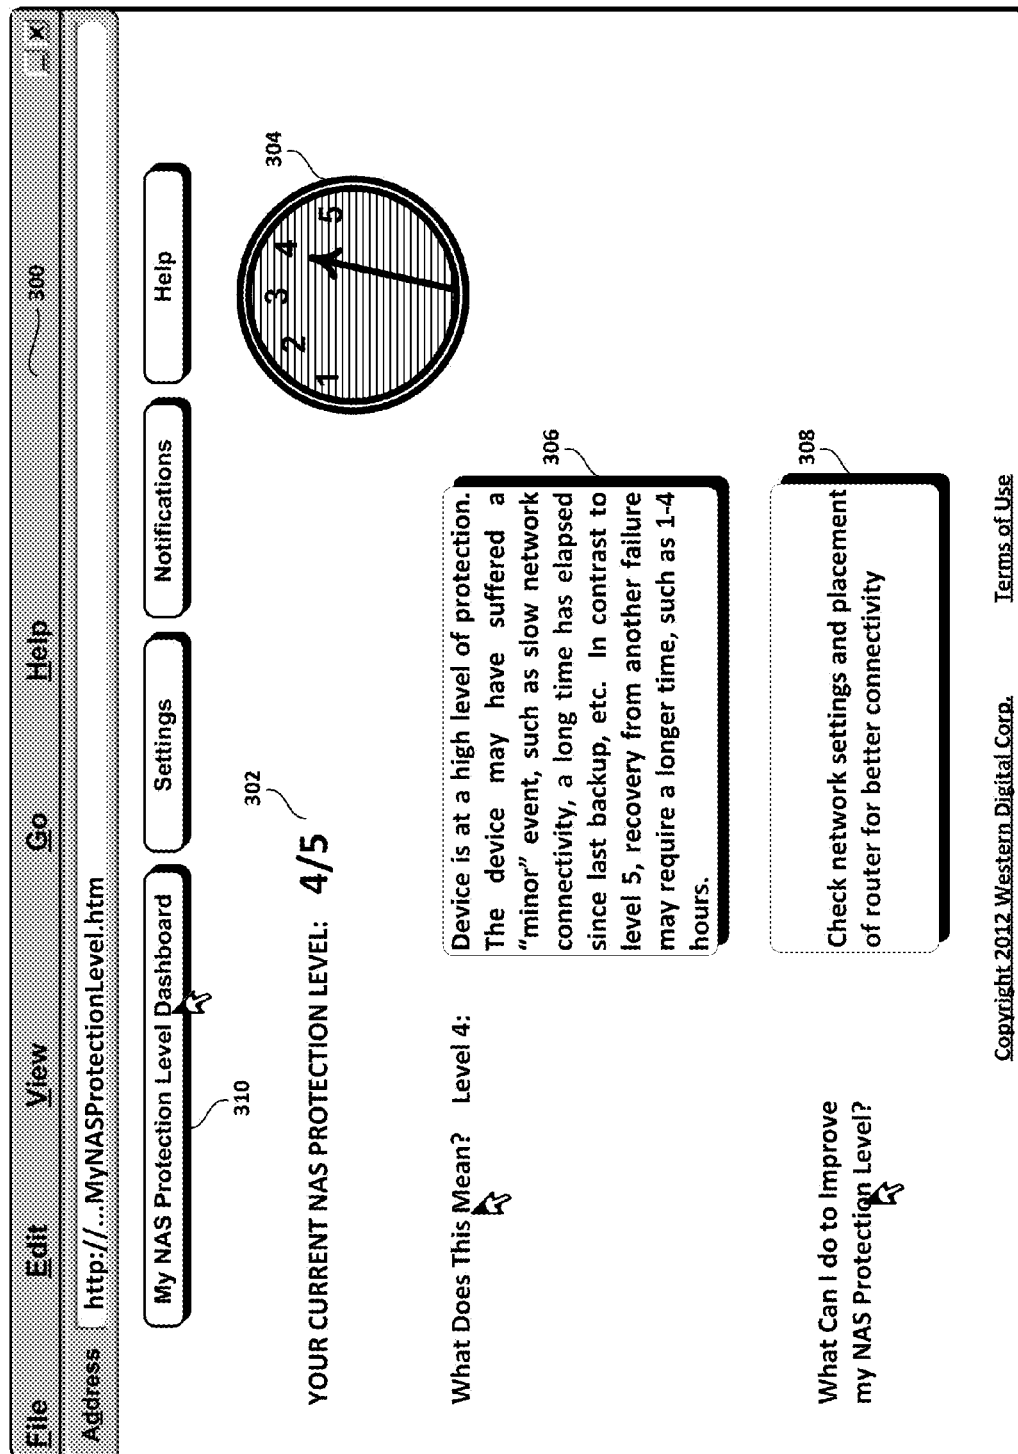 File Edit View Go Help
300
Address http://...MyNASProtectionLevel.htm
My NAS Protection Level Dashboard Settings Notifications Help
310
302
304
YOUR CURRENT NAS PROTECTION LEVEL: 4/5
1 2 3 4 5
What Does This Mean? Level 4:
Device is at a high level of protection.
The device may have suffered a
“minor” event, such as slow network
connectivity, a long time has elapsed
since last backup, etc. In contrast to
level 5, recovery from another failure
may require a longer time, such as 1-4
hours.
306
What Can I do to Improve
my NAS Protection Level?
Check network settings and placement
of router for better connectivity
308
Copyright 2012 Western Digital Corp. Terms of Use